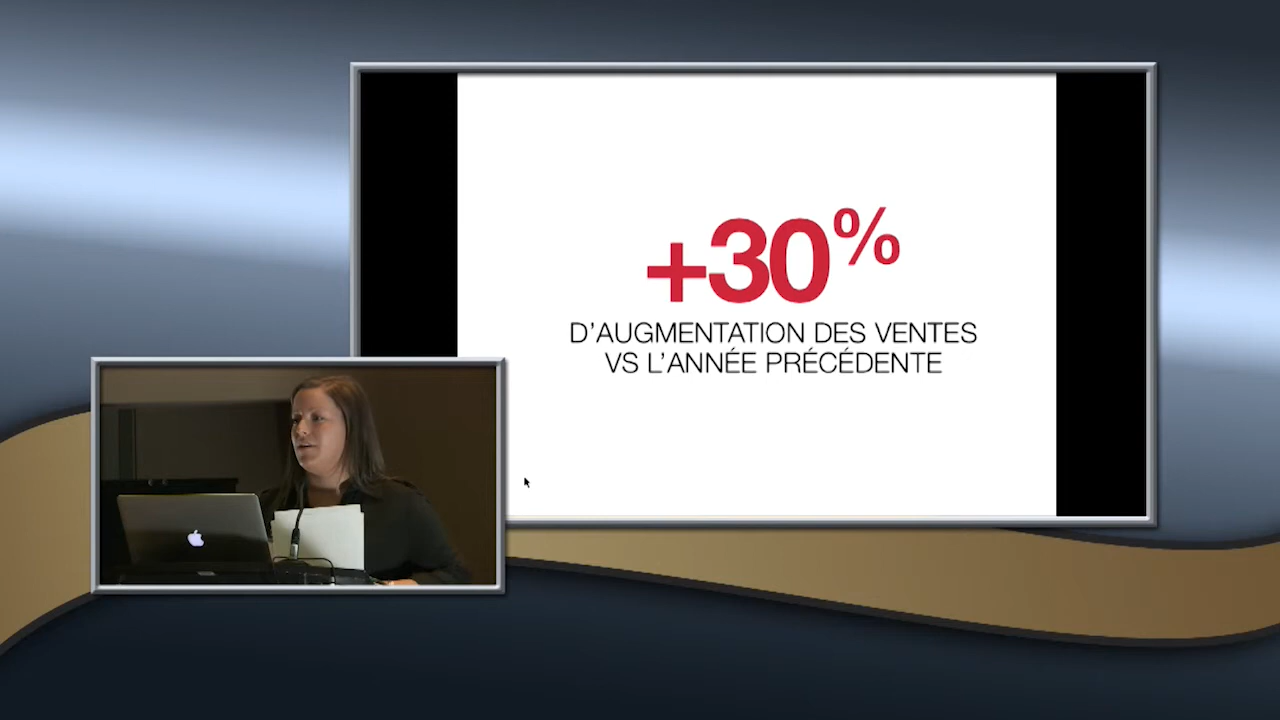 +30%
D’AUGMENTATION DES VENTES
VS L’ANNÉE PRÉCÉDENTE